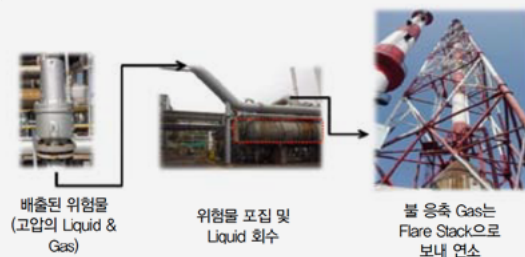 배출된 위험물
(고압의 Liquid &
Gas)
위험물 포집 및
Liquid 회수
불 응축 Gas는
Flare Stack으로
보내 연소